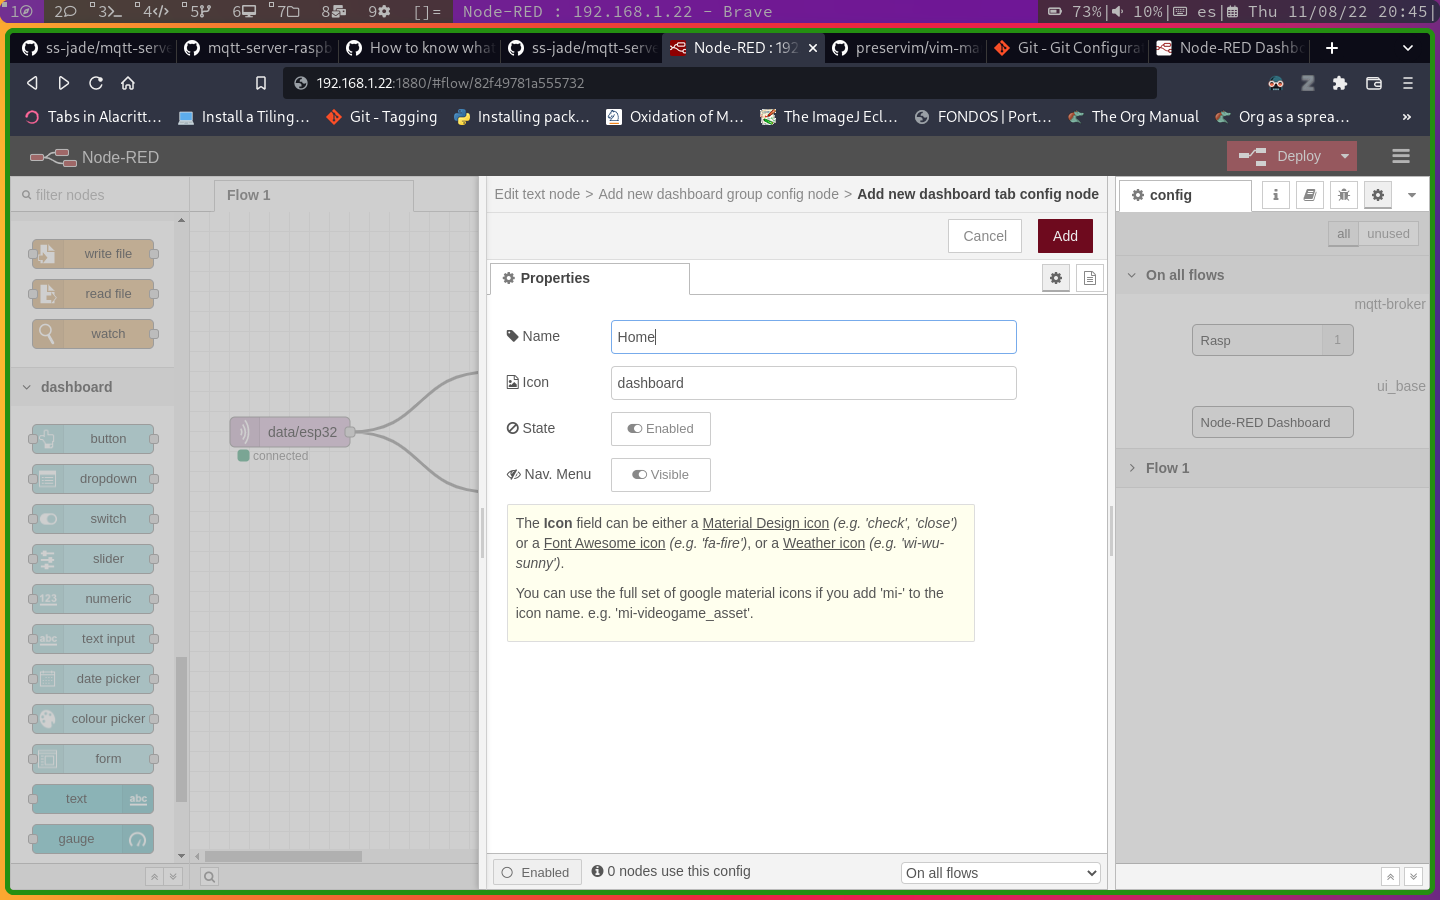 1 2 3 4 5 6 7 8 9 []= Node-RED : 192.168.1.22 - Brave 73%| 10%| es| Thu 11/08/22 20:45|
ss-jade/mqtt-serve mqtt-server-raspb How to know what ss-jade/mqtt-serve Node-RED : 192 preservim/vim-ma Git - Git Configurat Node-RED Dashbo
192.168.1.22:1880/#flow/82f49781a555732
Tabs in Alacritt… Install a Tiling… Git - Tagging Installing pack… Oxidation of M… The ImageJ Ecl… FONDOS | Port… The Org Manual Org as a sprea… »
Node-RED Deploy
filter nodes
write file
read file
watch
dashboard
button
dropdown
switch
slider
123 numeric
abc text input
date picker
colour picker
form
text abc
gauge
Flow 1
data/esp32
connected
Edit text node > Add new dashboard group config node > Add new dashboard tab config node
Cancel Add
Properties
Name Home
Icon dashboard
State Enabled
Nav. Menu Visible
The Icon field can be either a Material Design icon (e.g. 'check', 'close')
or a Font Awesome icon (e.g. 'fa-fire'), or a Weather icon (e.g. 'wi-wu-
sunny').
You can use the full set of google material icons if you add 'mi-' to the
icon name. e.g. 'mi-videogame_asset'.
Enabled 0 nodes use this config On all flows
config
all unused
On all flows
mqtt-broker
Rasp 1
ui_base
Node-RED Dashboard
Flow 1